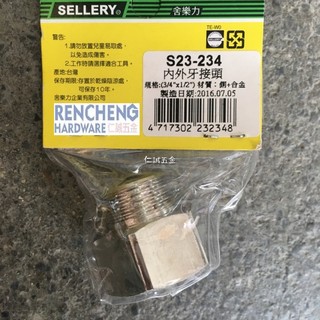 SELLERY 舍樂力
TE-WG
警告:
1.請勿放置兒童易取處,
以免造成傷害。
2.工作時請選擇適合工具。
產地:台灣
保存期限:存置於乾燥陰涼處,
可保存10年。
舍樂力企業有限公司
RENCHENG
HARDWARE 仁誠五金
S23-234
內外牙接頭
規格:(3/4"x1/2") 材質:銅+合金
製造日期:2016.07.05
4 717302 232348
仁誠五金